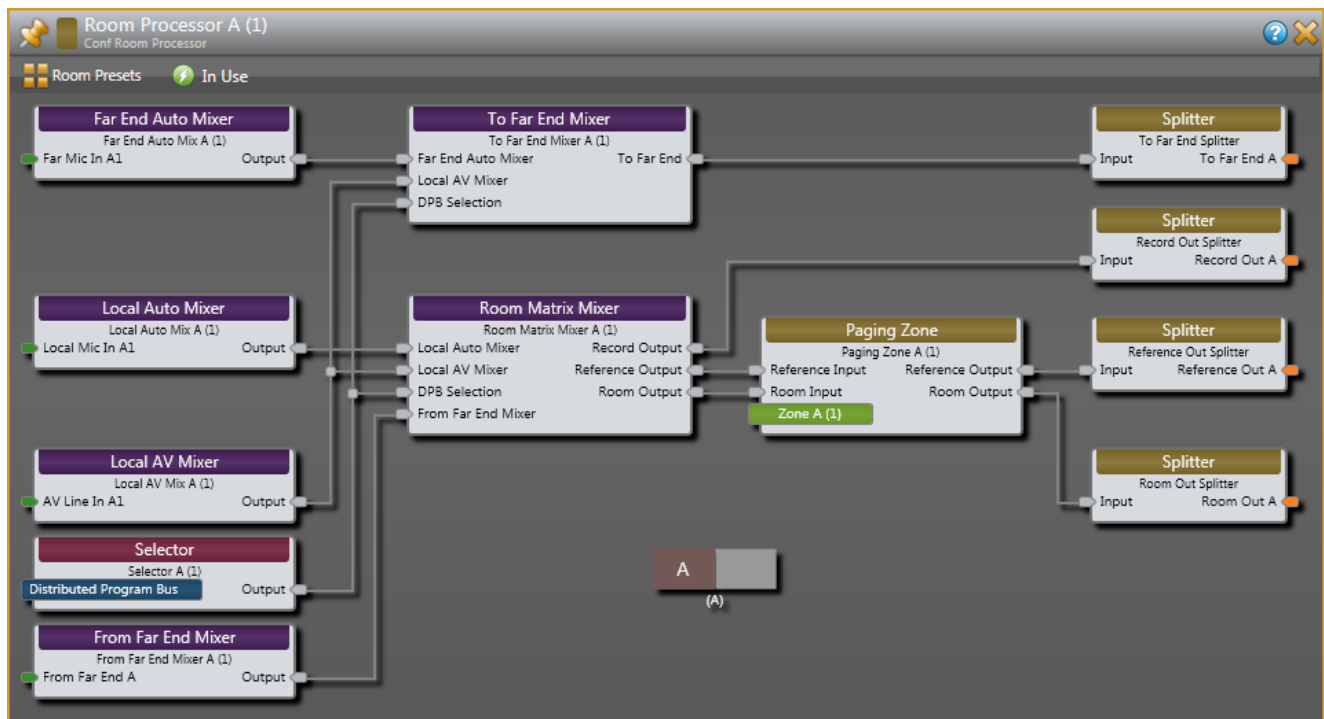 Room Processor A (1)
Conf Room Processor
Room Presets In Use
Far End Auto Mixer
Far End Auto Mix A (1)
Far Mic In A1 Output
To Far End Mixer
To Far End Mixer A (1)
Far End Auto Mixer To Far End
Local AV Mixer
DPB Selection
Splitter
To Far End Splitter
Input To Far End A
Splitter
Record Out Splitter
Input Record Out A
Local Auto Mixer
Local Auto Mix A (1)
Local Mic In A1 Output
Room Matrix Mixer
Room Matrix Mixer A (1)
Local Auto Mixer Record Output
Local AV Mixer Reference Output
DPB Selection Room Output
From Far End Mixer
Paging Zone
Paging Zone A (1)
Reference Input Reference Output
Room Input Room Output
Zone A (1)
Splitter
Reference Out Splitter
Input Reference Out A
Local AV Mixer
Local AV Mix A (1)
AV Line In A1 Output
Splitter
Room Out Splitter
Input Room Out A
Selector
Selector A (1)
Distributed Program Bus Output
A
(A)
From Far End Mixer
From Far End Mixer A (1)
From Far End A Output